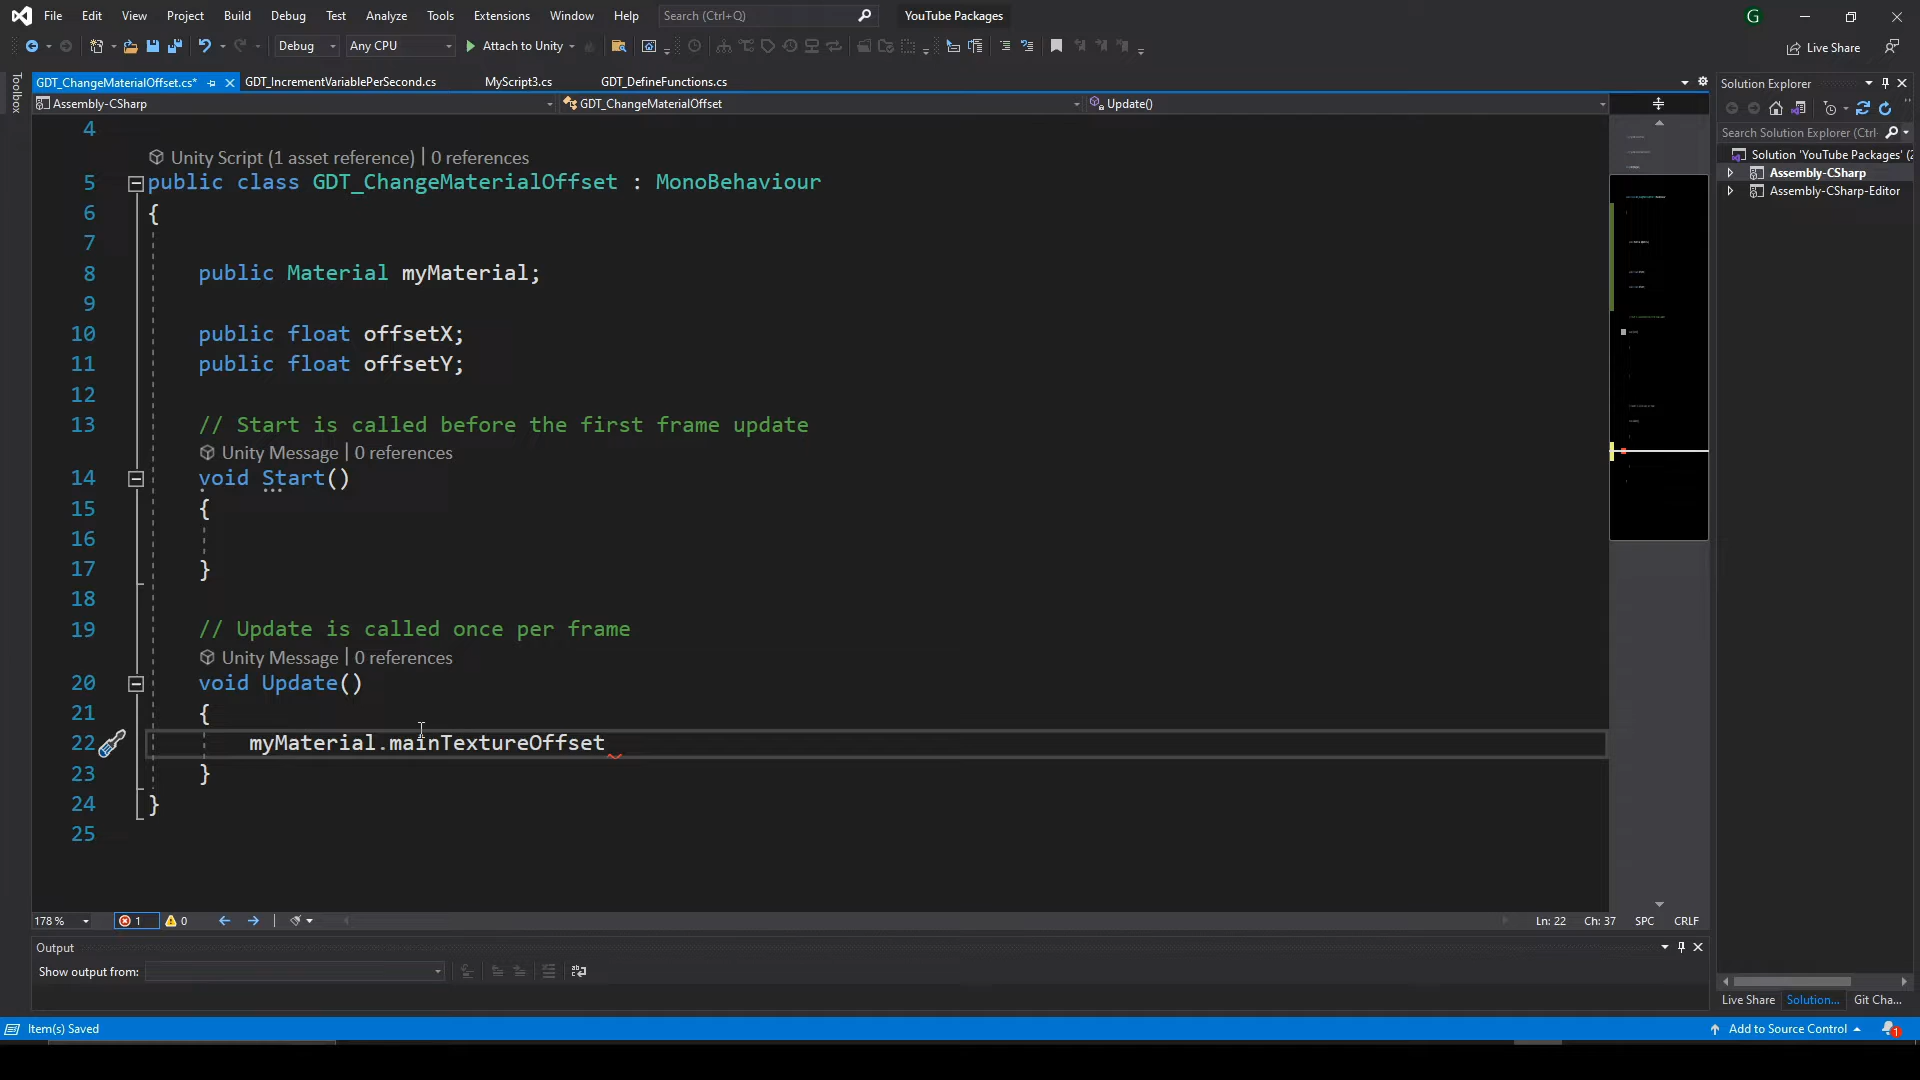 File Edit View Project Build Debug Test Analyze Tools Extensions Window Help Search (Ctrl+Q) YouTube Packages G
Debug Any CPU Attach to Unity Live Share
Toolbox
GDT_ChangeMaterialOffset.cs* GDT_IncrementVariablePerSecond.cs MyScript3.cs GDT_DefineFunctions.cs
Assembly-CSharp GDT_ChangeMaterialOffset Update()
4
Unity Script (1 asset reference) | 0 references
5 public class GDT_ChangeMaterialOffset : MonoBehaviour
6 {
7
8 public Material myMaterial;
9
10 public float offsetX;
11 public float offsetY;
12
13 // Start is called before the first frame update
Unity Message | 0 references
14 void Start()
15 {
16
17 }
18
19 // Update is called once per frame
Unity Message | 0 references
20 void Update()
21 {
22 myMaterial.mainTextureOffset
23 }
24 }
25
178 % 1 0 Ln: 22 Ch: 37 SPC CRLF
Output
Show output from:
Solution Explorer
Search Solution Explorer (Ctrl
Solution 'YouTube Packages' (2
Assembly-CSharp
Assembly-CSharp-Editor
Live Share Solution... Git Cha...
Item(s) Saved Add to Source Control 1